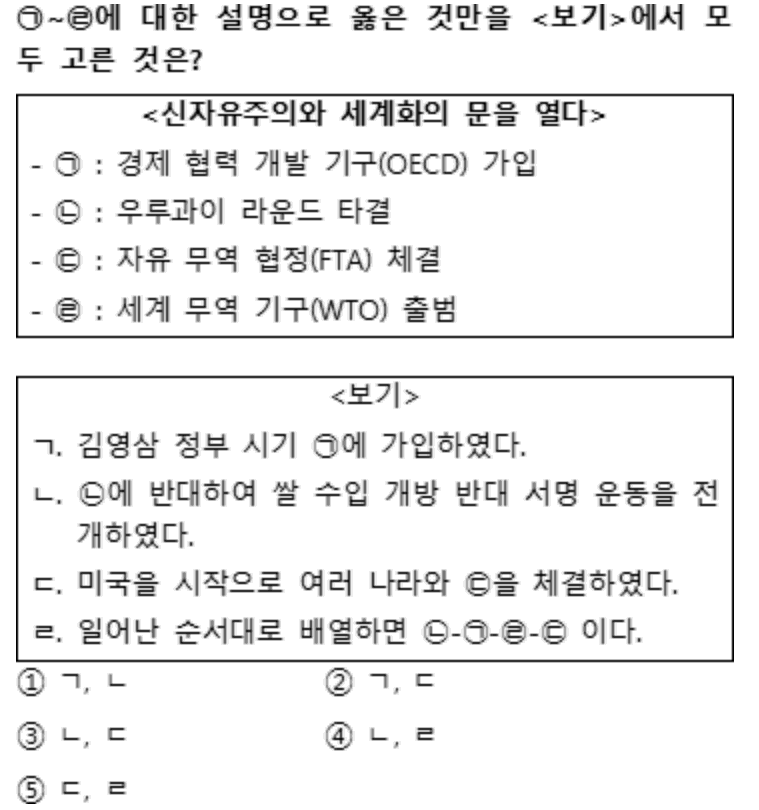 ㉠~㉣에 대한 설명으로 옳은 것만을 <보기>에서 모
두 고른 것은?
<신자유주의와 세계화의 문을 열다>
- ㉠ : 경제 협력 개발 기구(OECD) 가입
- ㉡ : 우루과이 라운드 타결
- ㉢ : 자유 무역 협정(FTA) 체결
- ㉣ : 세계 무역 기구(WTO) 출범
<보기>
ㄱ. 김영삼 정부 시기 ㉠에 가입하였다.
ㄴ. ㉡에 반대하여 쌀 수입 개방 반대 서명 운동을 전
개하였다.
ㄷ. 미국을 시작으로 여러 나라와 ㉢을 체결하였다.
ㄹ. 일어난 순서대로 배열하면 ㉡-㉠-㉣-㉢ 이다.
① ㄱ, ㄴ ② ㄱ, ㄷ
③ ㄴ, ㄷ ④ ㄴ, ㄹ
⑤ ㄷ, ㄹ